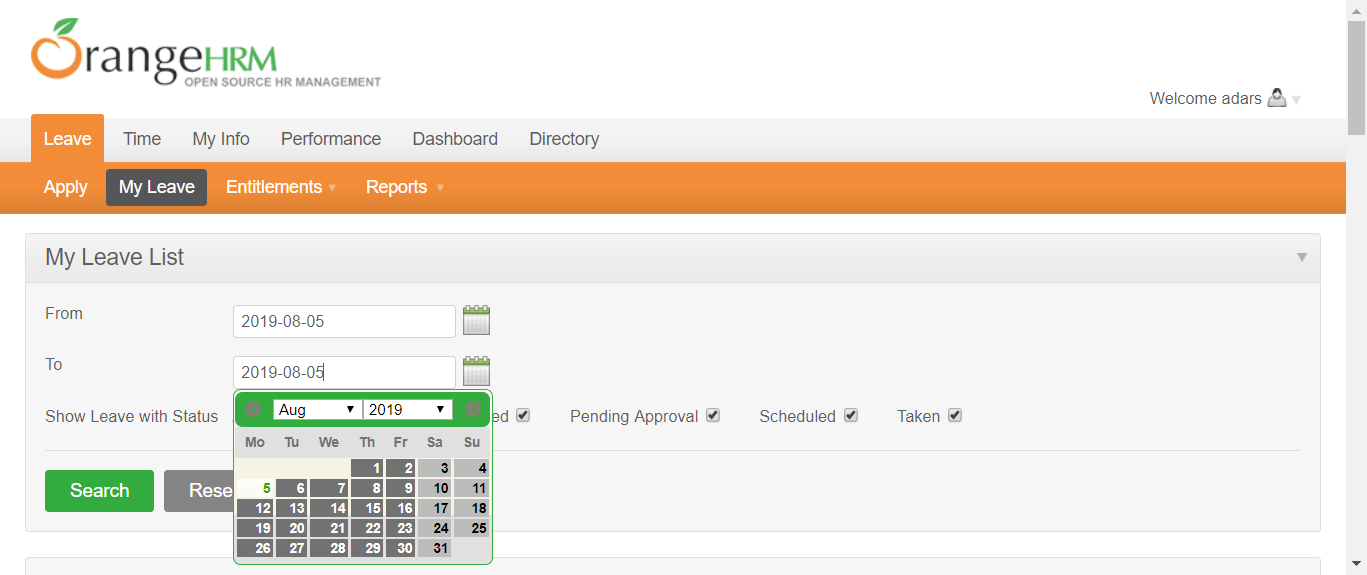 OrangeHRM
OPEN SOURCE HR MANAGEMENT
Welcome adars
Leave Time My Info Performance Dashboard Directory
Apply My Leave Entitlements Reports
My Leave List
From 2019-08-05
To 2019-08-05
Show Leave with Status ed Pending Approval Scheduled Taken
Aug 2019
Mo Tu We Th Fr Sa Su
1 2 3 4
5 6 7 8 9 10 11
12 13 14 15 16 17 18
19 20 21 22 23 24 25
26 27 28 29 30 31
Search Rese